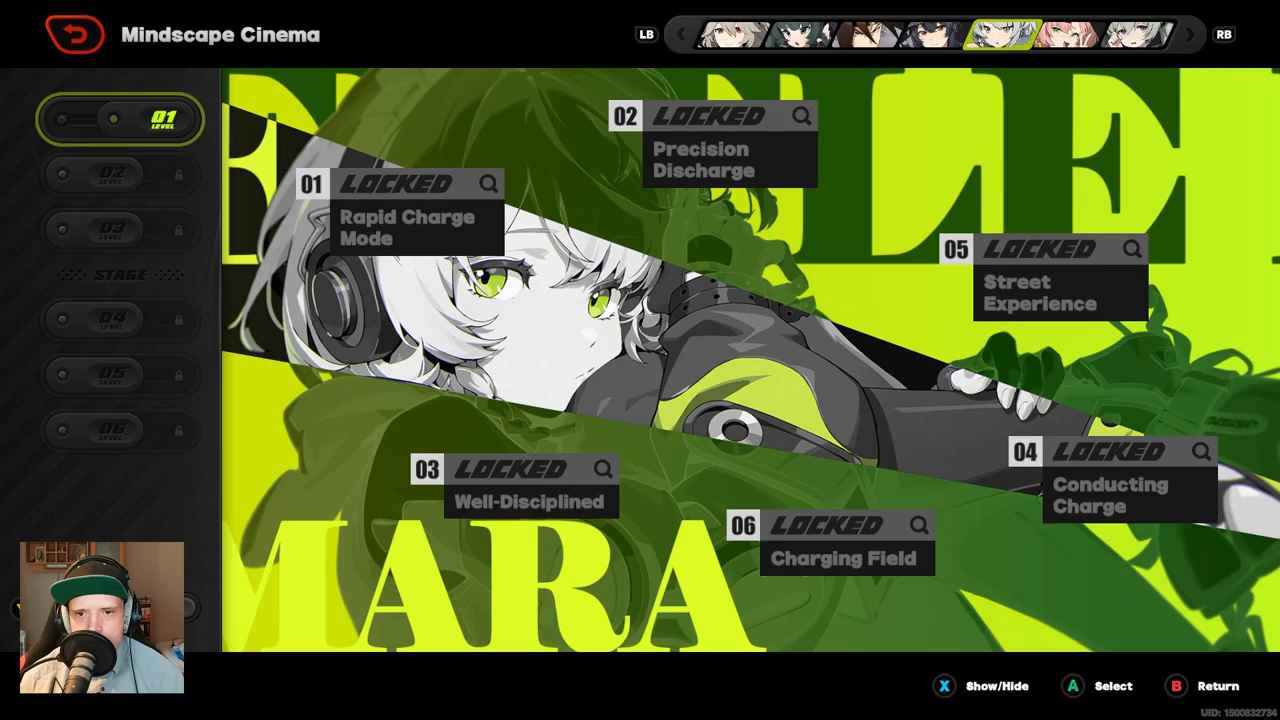 Mindscape Cinema
LB
RB
01
LEVEL
02
LEVEL
03
LEVEL
STAGE
04
LEVEL
05
LEVEL
06
LEVEL
01 LOCKED
Rapid Charge
Mode
02 LOCKED
Precision
Discharge
05 LOCKED
Street
Experience
03 LOCKED
Well-Disciplined
04 LOCKED
Conducting
Charge
06 LOCKED
Charging Field
MARA
X Show/Hide
A Select
B Return
UID: 1500832734